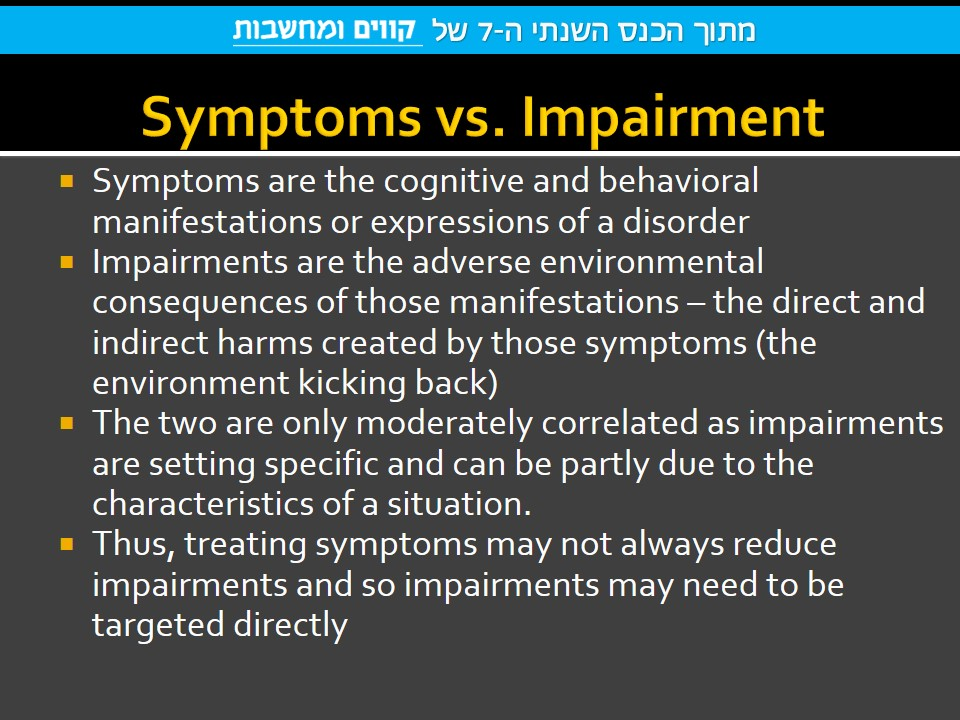 מתוך הכנס השנתי ה-7 של קווים ומחשבות
Symptoms vs. Impairment
Symptoms are the cognitive and behavioral
manifestations or expressions of a disorder
Impairments are the adverse environmental
consequences of those manifestations – the direct and
indirect harms created by those symptoms (the
environment kicking back)
The two are only moderately correlated as impairments
are setting specific and can be partly due to the
characteristics of a situation.
Thus, treating symptoms may not always reduce
impairments and so impairments may need to be
targeted directly